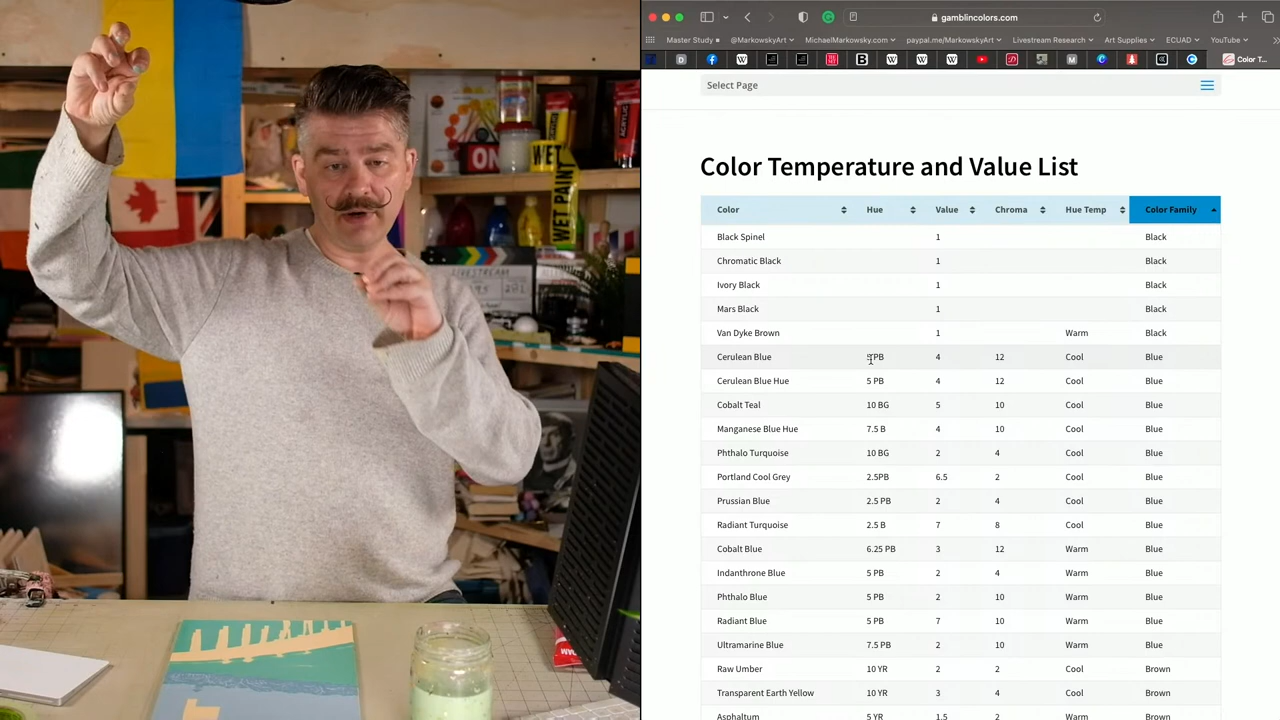 gamblincolors.com
Master Study
@MarkowskyArt
MichaelMarkowsky.com
paypal.me/MarkowskyArt
Livestream Research
Art Supplies
ECUAD
YouTube
Color T...
Select Page
Color Temperature and Value List
Color Hue Value Chroma Hue Temp Color Family
Black Spinel 1 Black
Chromatic Black 1 Black
Ivory Black 1 Black
Mars Black 1 Black
Van Dyke Brown 1 Warm Black
Cerulean Blue 5 PB 4 12 Cool Blue
Cerulean Blue Hue 5 PB 4 12 Cool Blue
Cobalt Teal 10 BG 5 10 Cool Blue
Manganese Blue Hue 7.5 B 4 10 Cool Blue
Phthalo Turquoise 10 BG 2 4 Cool Blue
Portland Cool Grey 2.5PB 6.5 2 Cool Blue
Prussian Blue 2.5 PB 2 4 Cool Blue
Radiant Turquoise 2.5 B 7 8 Cool Blue
Cobalt Blue 6.25 PB 3 12 Warm Blue
Indanthrone Blue 5 PB 2 4 Warm Blue
Phthalo Blue 5 PB 2 10 Warm Blue
Radiant Blue 5 PB 7 10 Warm Blue
Ultramarine Blue 7.5 PB 2 10 Warm Blue
Raw Umber 10 YR 2 2 Cool Brown
Transparent Earth Yellow 10 YR 3 4 Cool Brown
Asphaltum 5 YR 1.5 2 Warm Brown
ON
WET
WET PAINT
ACRYLIC
LIVESTREAM